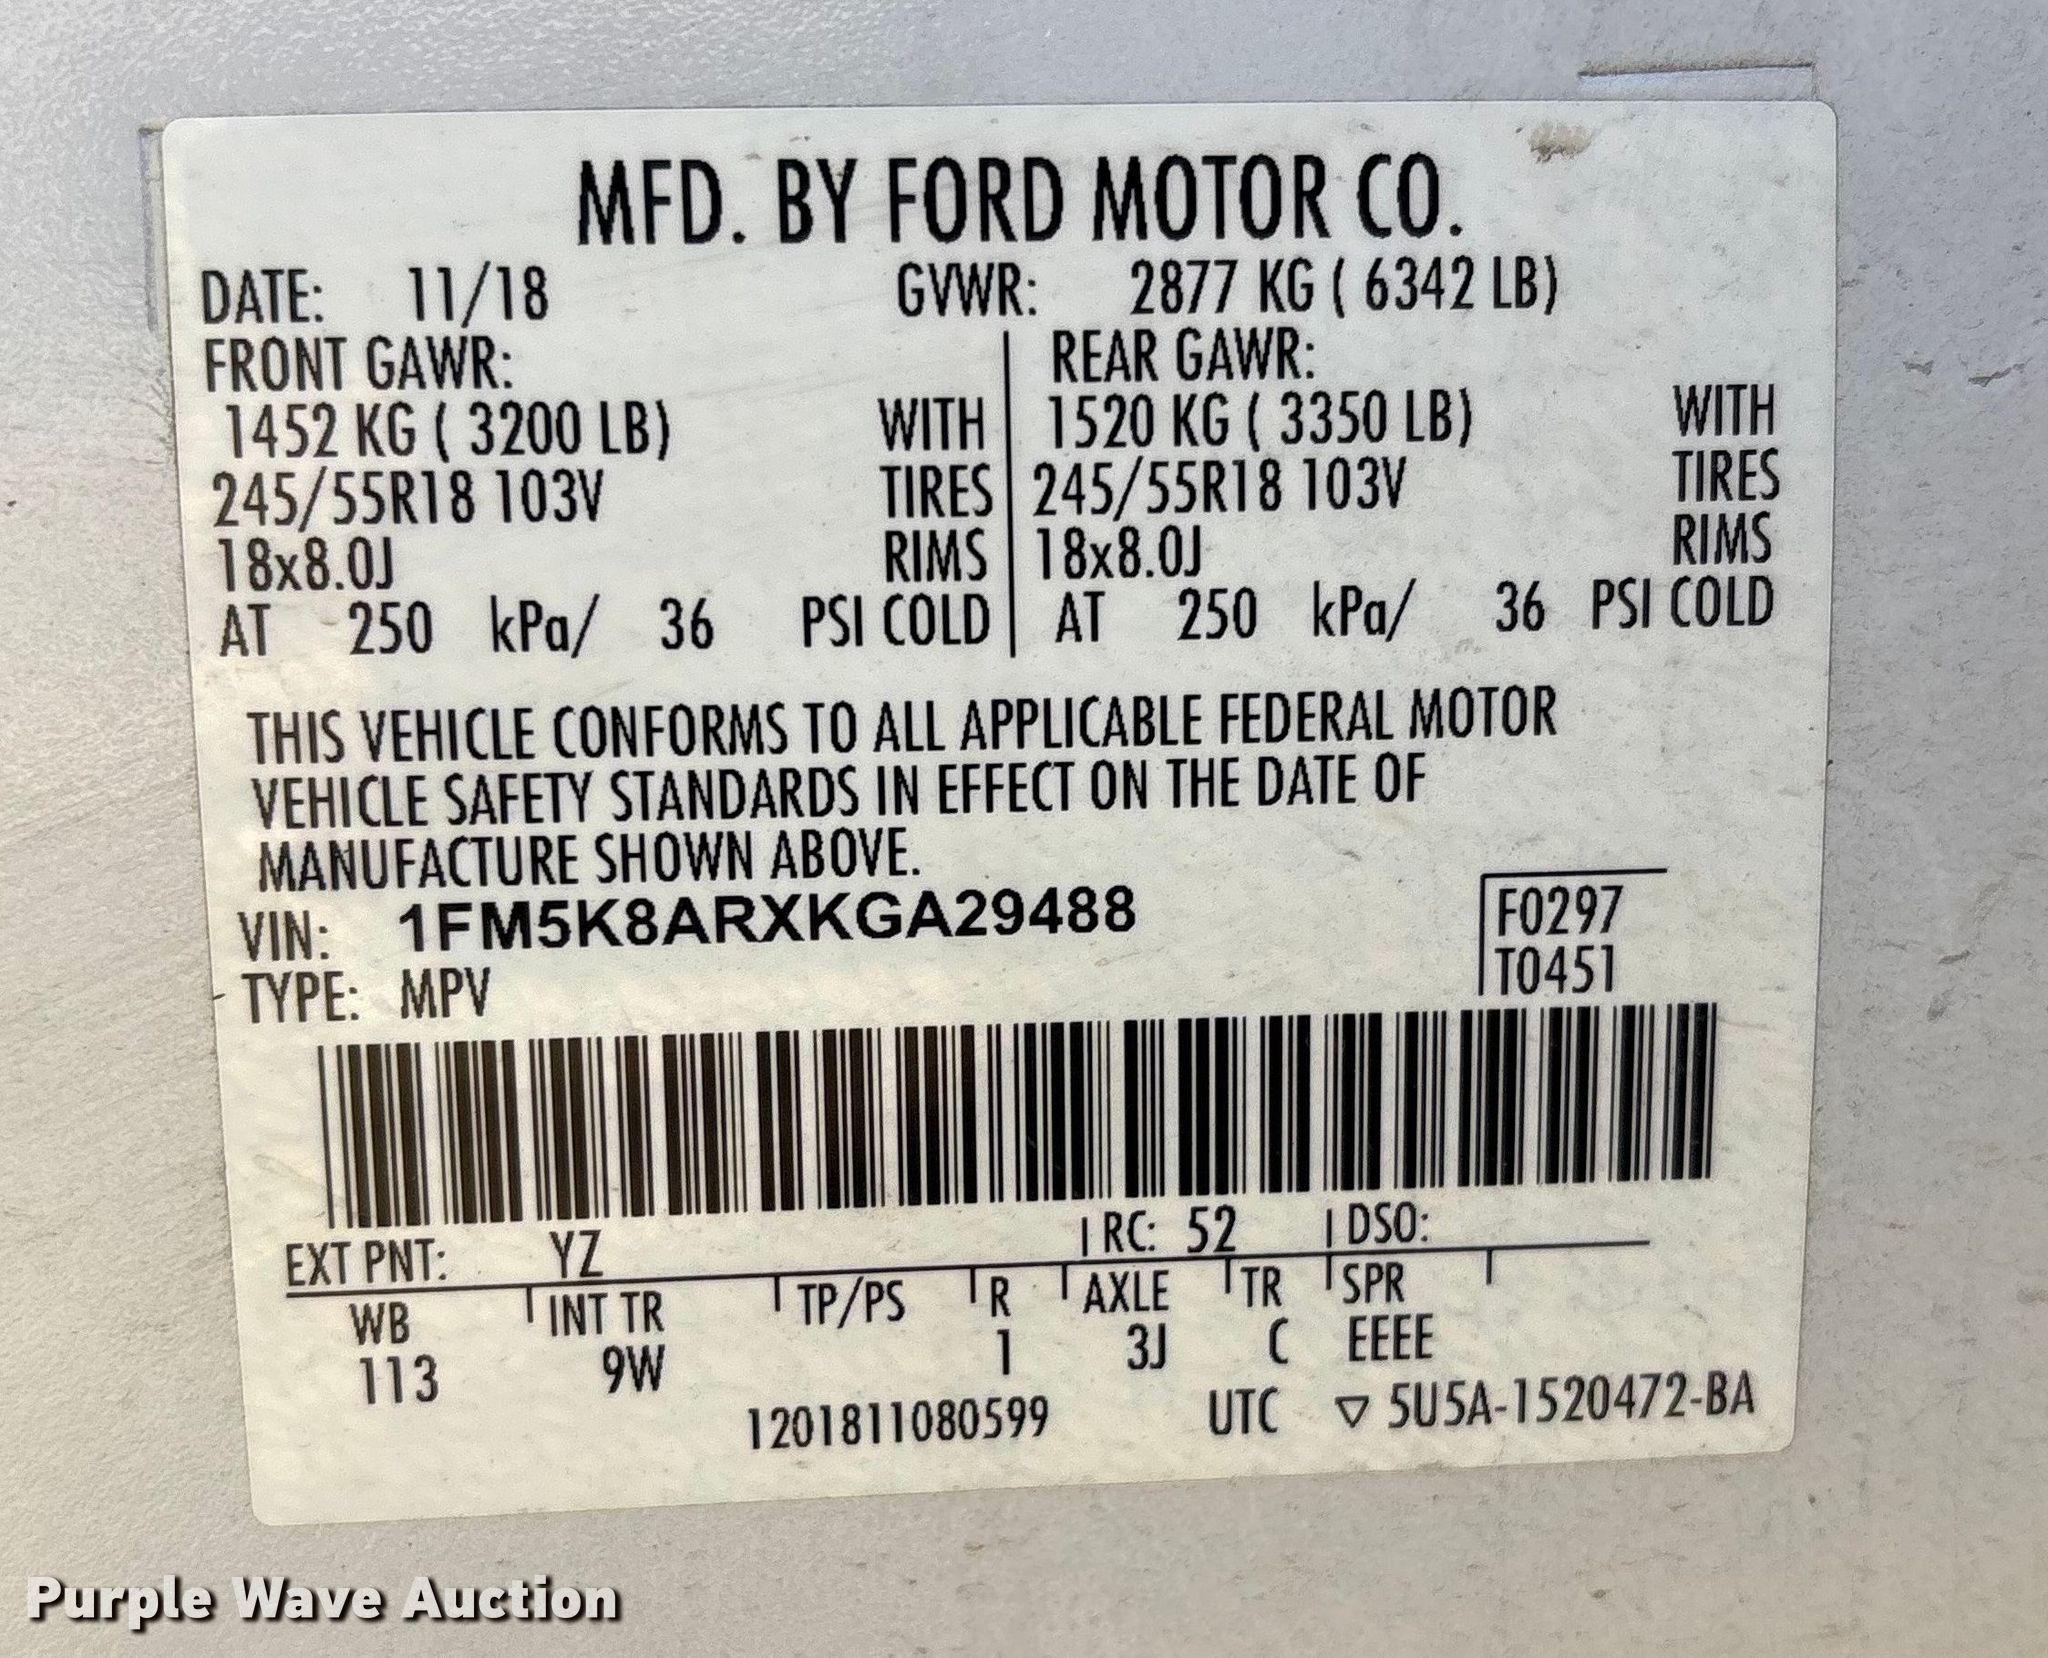 MFD. BY FORD MOTOR CO.
DATE: 11/18 GVWR: 2877 KG ( 6342 LB)
FRONT GAWR: REAR GAWR:
1452 KG ( 3200 LB) WITH 1520 KG ( 3350 LB) WITH
245/55R18 103V TIRES 245/55R18 103V TIRES
18x8.0J RIMS 18x8.0J RIMS
AT 250 kPa/ 36 PSI COLD AT 250 kPa/ 36 PSI COLD
THIS VEHICLE CONFORMS TO ALL APPLICABLE FEDERAL MOTOR
VEHICLE SAFETY STANDARDS IN EFFECT ON THE DATE OF
MANUFACTURE SHOWN ABOVE.
VIN: 1FM5K8ARXKGA29488 F0297
TYPE: MPV T0451
EXT PNT: YZ RC: 52 DSO:
WB INT TR TP/PS R AXLE TR SPR
113 9W 1 3J C EEEE
1201811080599 UTC ▽ 5U5A-1520472-BA
Purple Wave Auction